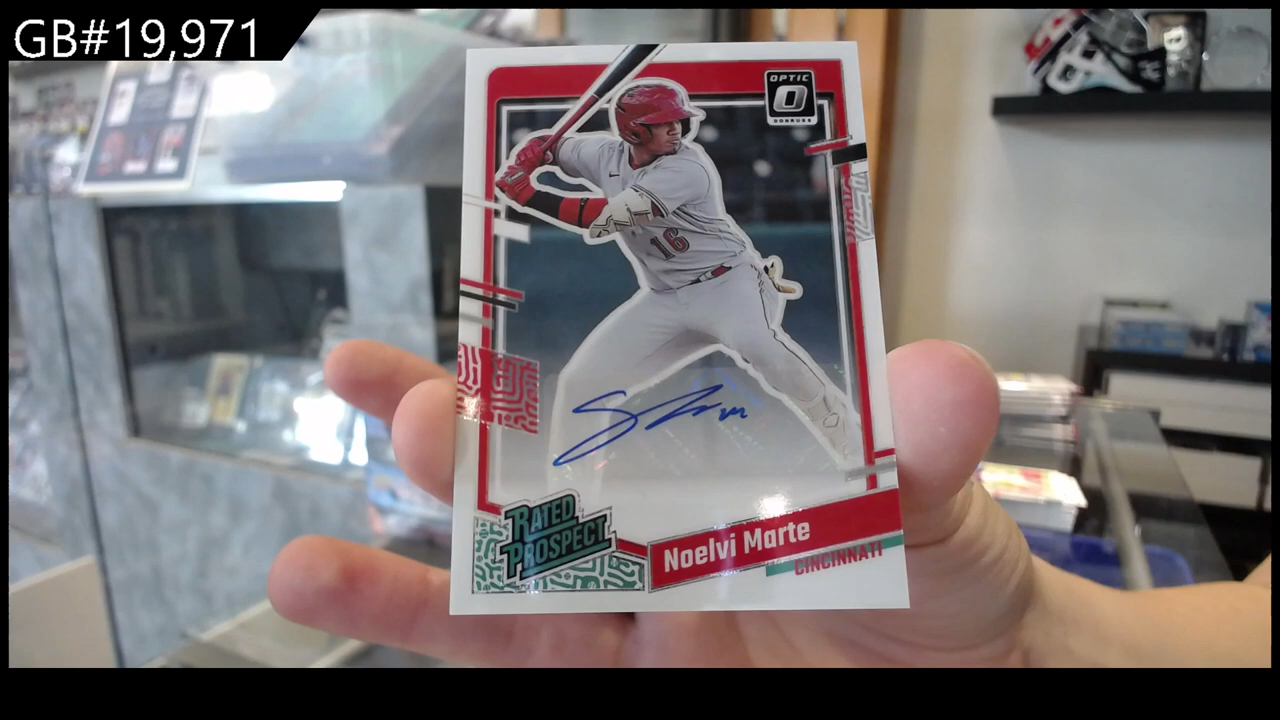 GB#19,971
OPTIC
DONRUSS
16
RATED
PROSPECT
Noelvi Marte
CINCINNATI